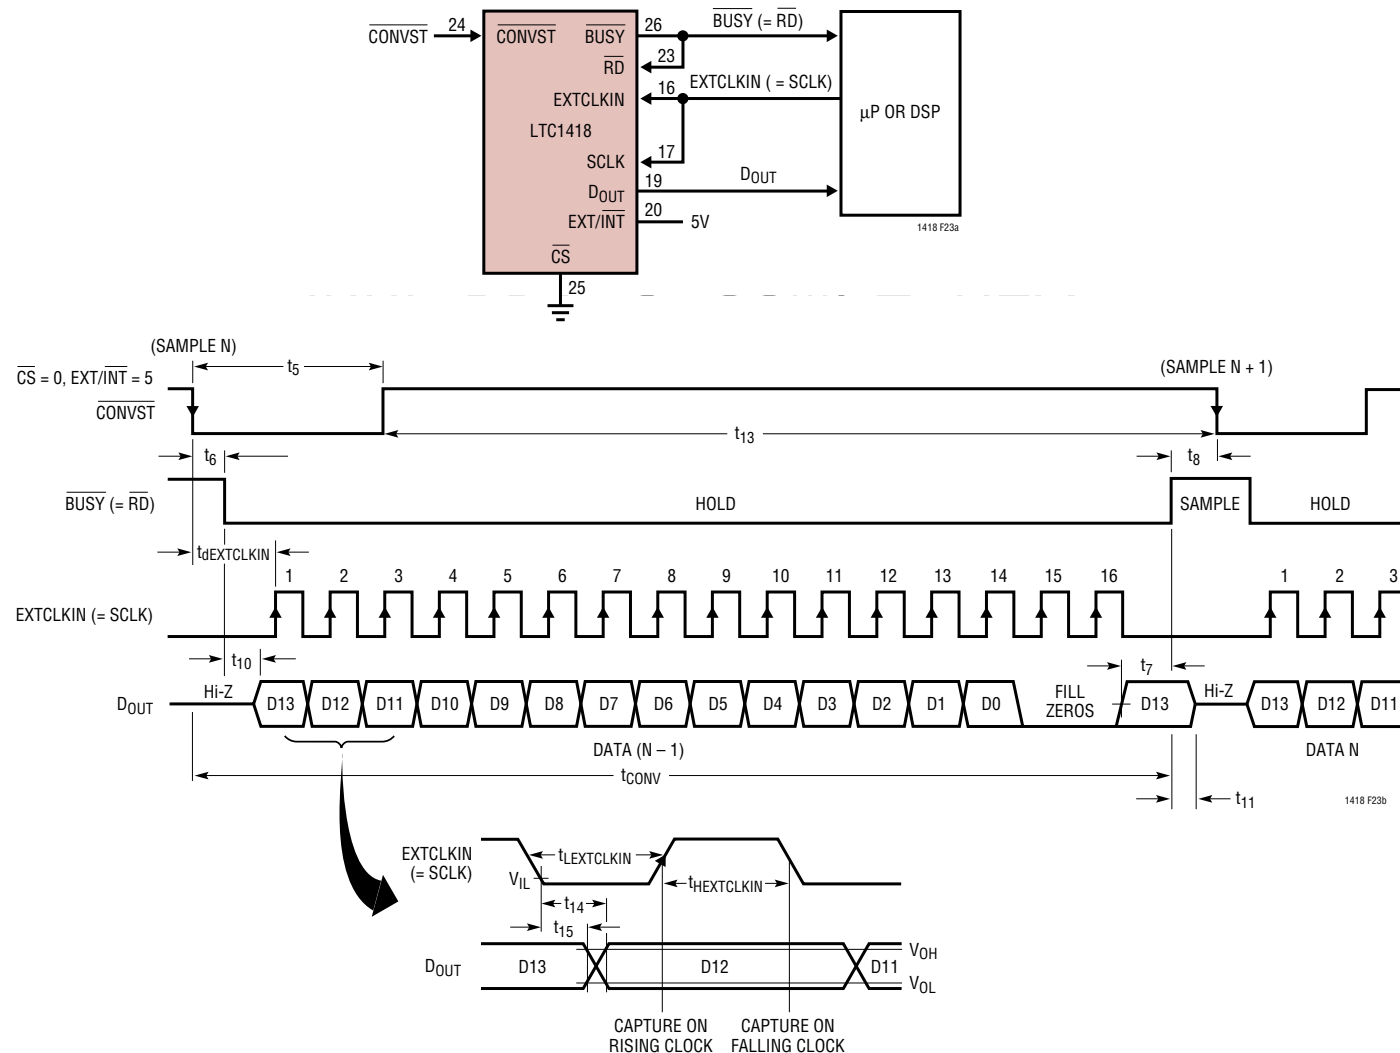 CONVST 24 CONVST BUSY 26 BUSY (= RD)
RD 23
EXTCLKIN 16 EXTCLKIN ( = SCLK)
µP OR DSP
LTC1418
SCLK 17
DOUT 19 DOUT
EXT/INT 20 5V
1418 F23a
CS
25
(SAMPLE N)
t5
(SAMPLE N + 1)
CS = 0, EXT/INT = 5
CONVST
t13
t6
t8
BUSY (= RD)
HOLD
SAMPLE
HOLD
tdEXTCLKIN
1 2 3 4 5 6 7 8 9 10 11 12 13 14 15 16 1 2 3
EXTCLKIN (= SCLK)
t10
t7
Hi-Z
Hi-Z
DOUT
D13 D12 D11 D10 D9 D8 D7 D6 D5 D4 D3 D2 D1 D0
FILL
ZEROS
D13
D13 D12 D11
DATA (N – 1)
DATA N
tCONV
t11
1418 F23b
EXTCLKIN
(= SCLK)
tLEXTCLKIN
VIL
tHEXTCLKIN
t14
t15
VOH
DOUT
D13 D12 D11
VOL
CAPTURE ON
RISING CLOCK
CAPTURE ON
FALLING CLOCK